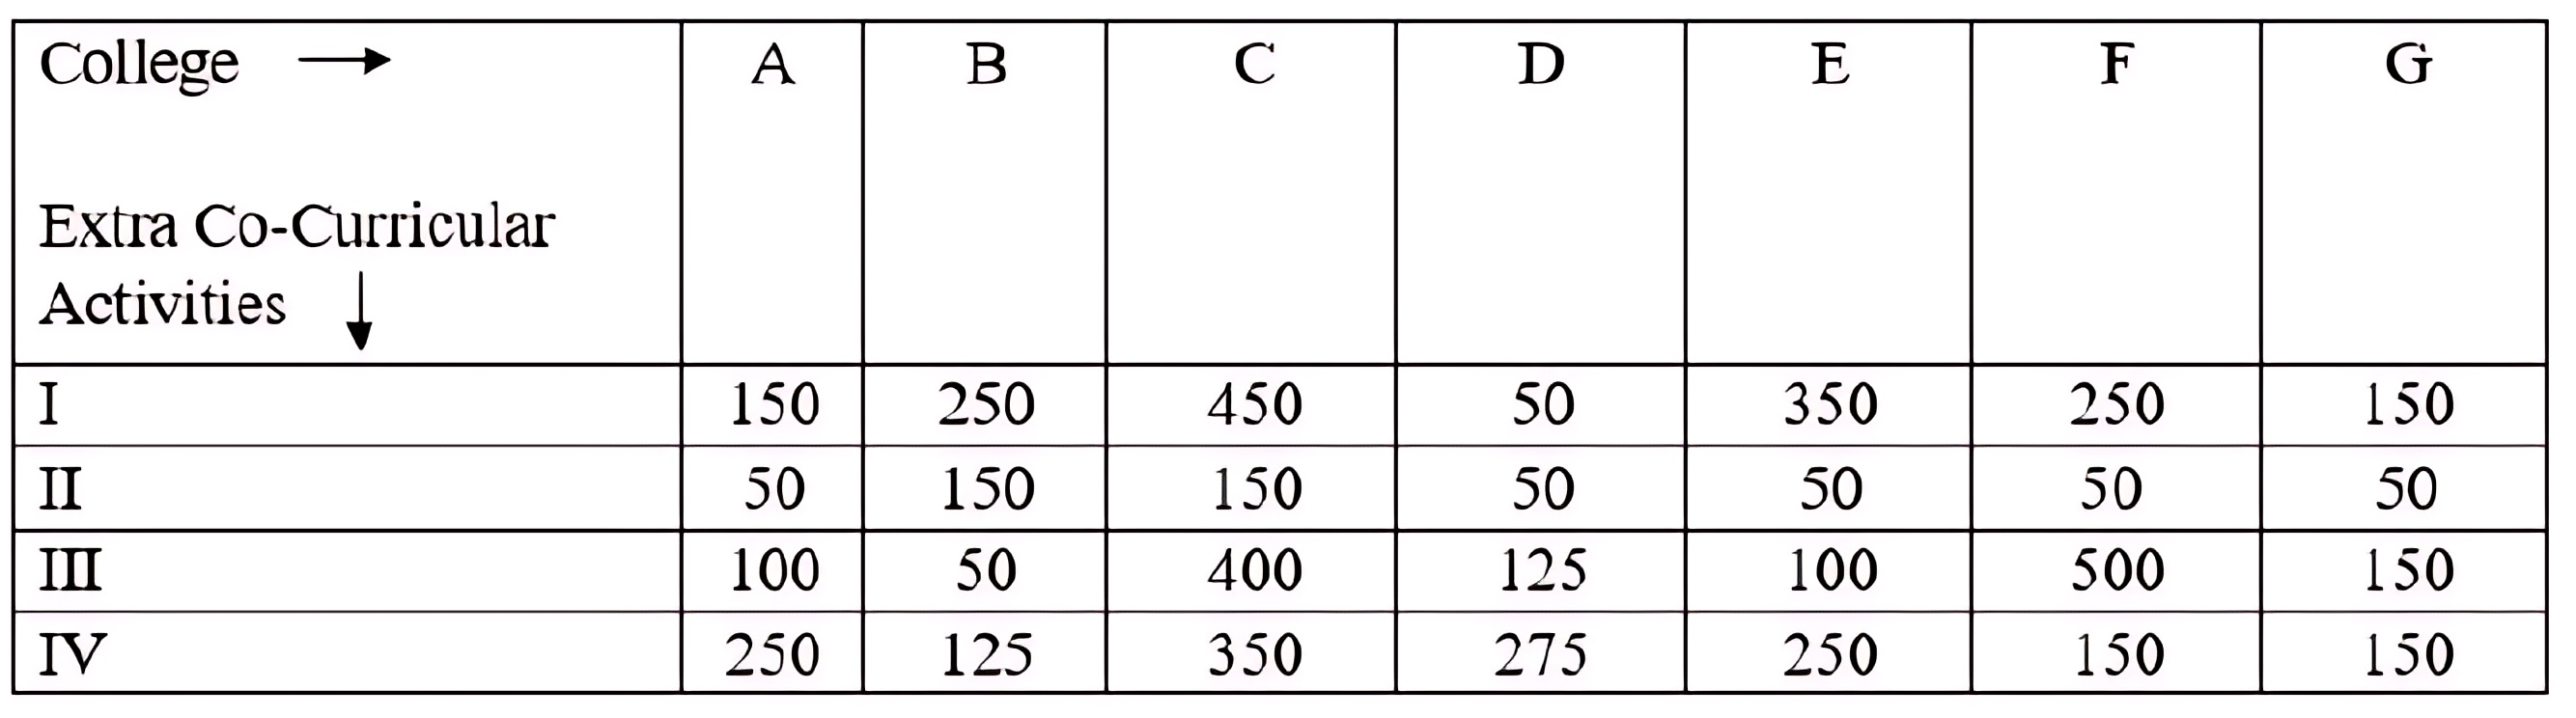 College → A B C D E F G
Extra Co-Curricular
Activities ↓
I 150 250 450 50 350 250 150
II 50 150 150 50 50 50 50
III 100 50 400 125 100 500 150
IV 250 125 350 275 250 150 150